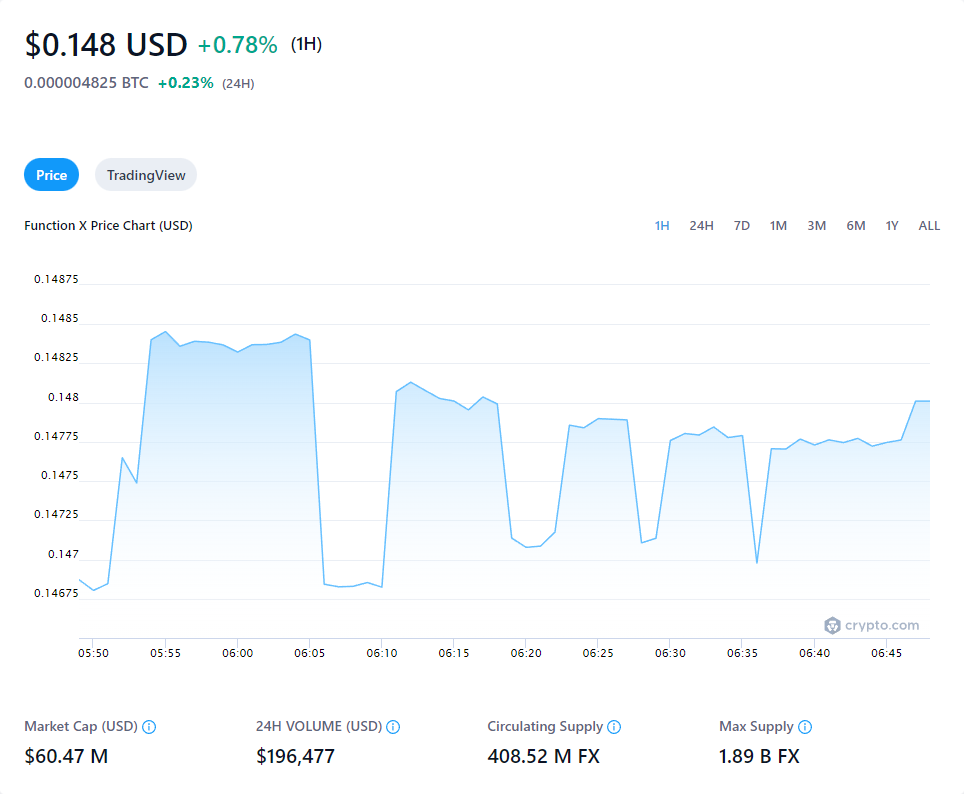 $0.148 USD +0.78% (1H)
0.000004825 BTC +0.23% (24H)
Price TradingView
Function X Price Chart (USD)
1H 24H 7D 1M 3M 6M 1Y ALL
0.14875
0.1485
0.14825
0.148
0.14775
0.1475
0.14725
0.147
0.14675
crypto.com
05:50 05:55 06:00 06:05 06:10 06:15 06:20 06:25 06:30 06:35 06:40 06:45
Market Cap (USD) 24H VOLUME (USD) Circulating Supply Max Supply
$60.47 M $196,477 408.52 M FX 1.89 B FX